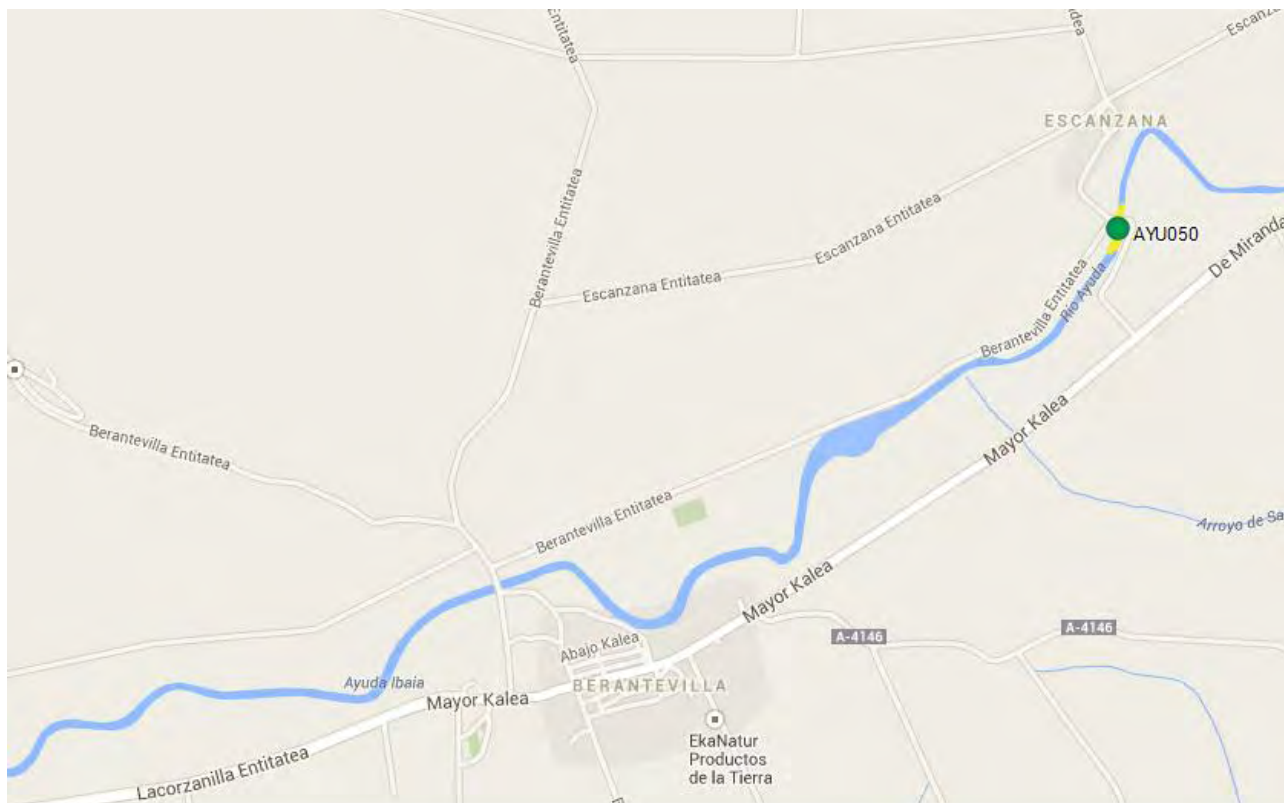 Berantevilla Entitatea
Escanzana Entitatea
ESCANZANA
AYU050
De Miranda
Berantevilla Entitatea
Río Ayuda
Escanzana Entitatea
Mayor Kalea
Berantevilla Entitatea
Berantevilla Entitatea
Arroyo de Sa
Mayor Kalea
A-4146
A-4146
Abajo Kalea
Ayuda Ibaia
BERANTEVILLA
Mayor Kalea
EkaNatur
Productos
de la Tierra
Lacorzanilla Entitatea